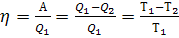 η = A/Q₁ = Q₁−Q₂/Q₁ = T₁−T₂/T₁